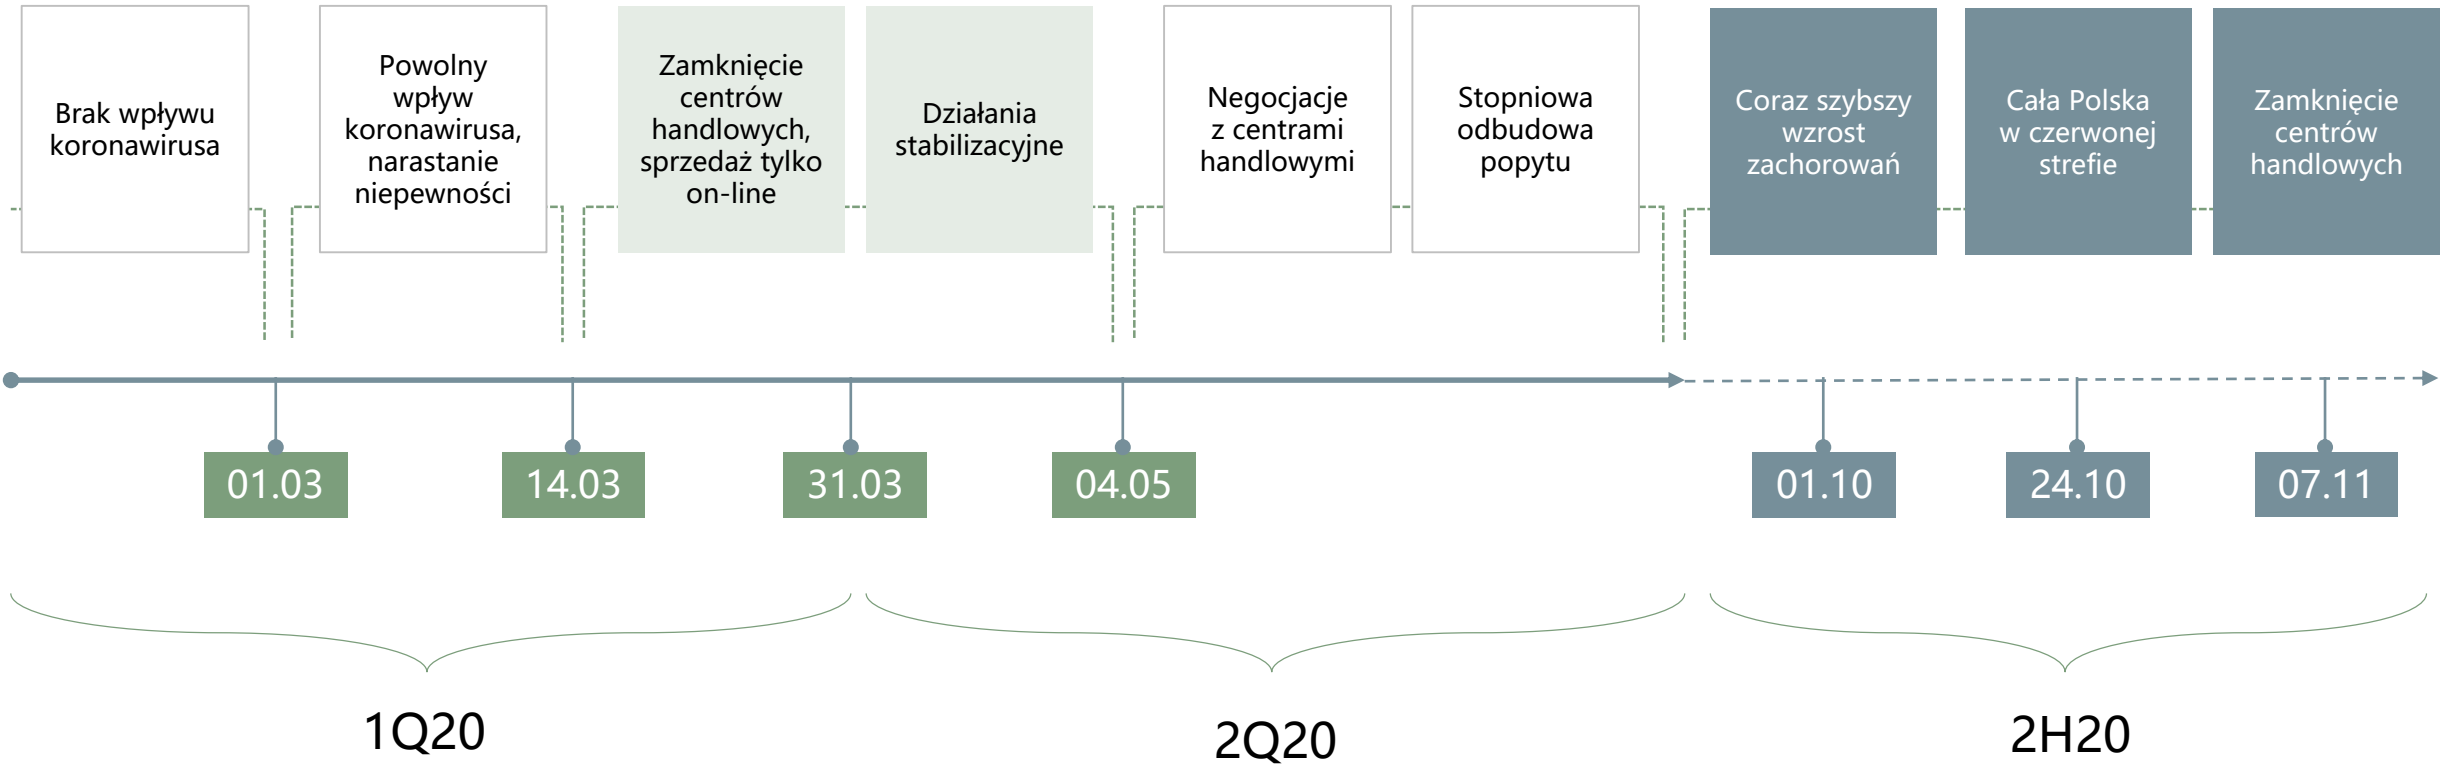 Brak wpływu
koronawirusa
Powolny
wpływ
koronawirusa,
narastanie
niepewności
Zamknięcie
centrów
handlowych,
sprzedaż tylko
on-line
Działania
stabilizacyjne
Negocjacje
z centrami
handlowymi
Stopniowa
odbudowa
popytu
Coraz szybszy
wzrost
zachorowań
Cała Polska
w czerwonej
strefie
Zamknięcie
centrów
handlowych
01.03
14.03
31.03
04.05
01.10
24.10
07.11
1Q20
2Q20
2H20